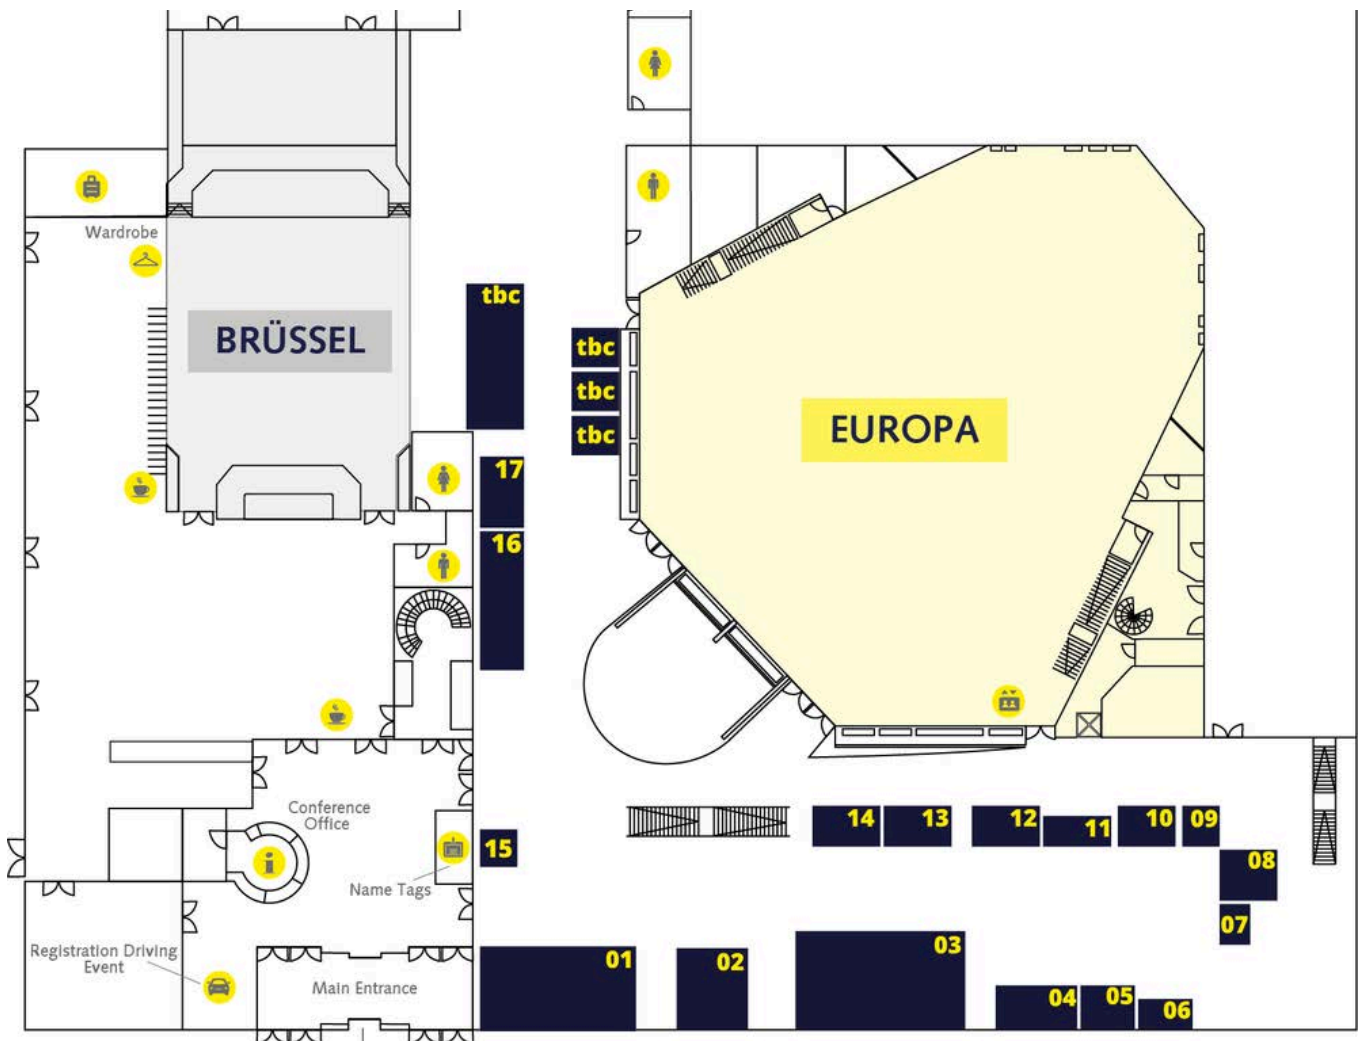 Wardrobe
tbc
BRÜSSEL
tbc
tbc
tbc
EUROPA
17
16
Conference
Office
14
13
12
11
10
09
15
08
Name Tags
07
Registration Driving
Event
Main Entrance
01
02
03
04
05
06